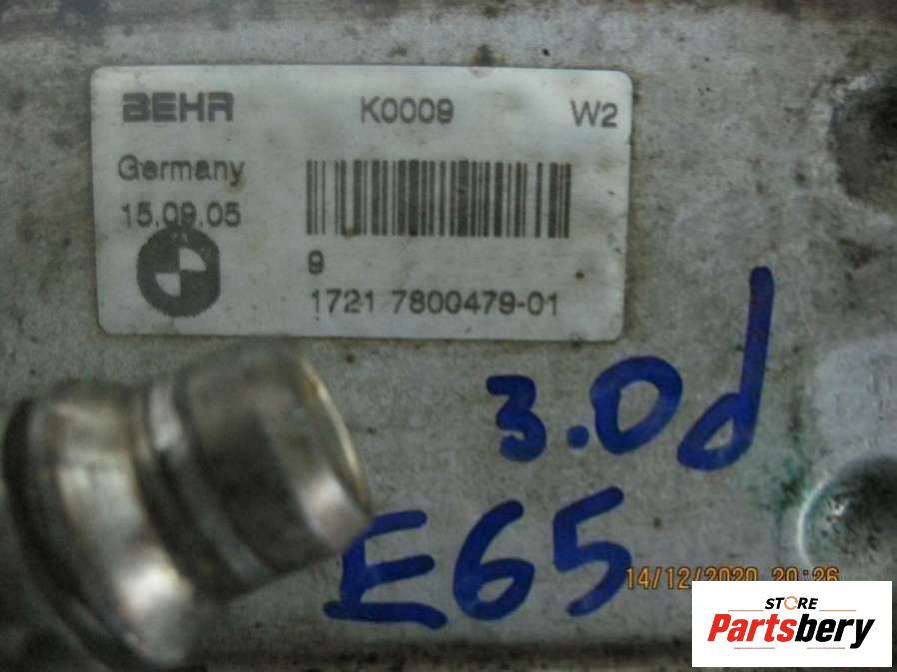 BEHR K0009 W2
Germany
15.09.05
9
1721 7800479-01
3.0d
E65
14/12/2020 20:26
STORE
Partsbery